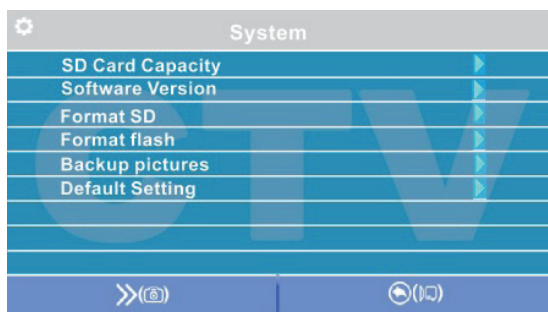 System
SD Card Capacity
Software Version
Format SD
Format flash
Backup pictures
Default Setting
CTV